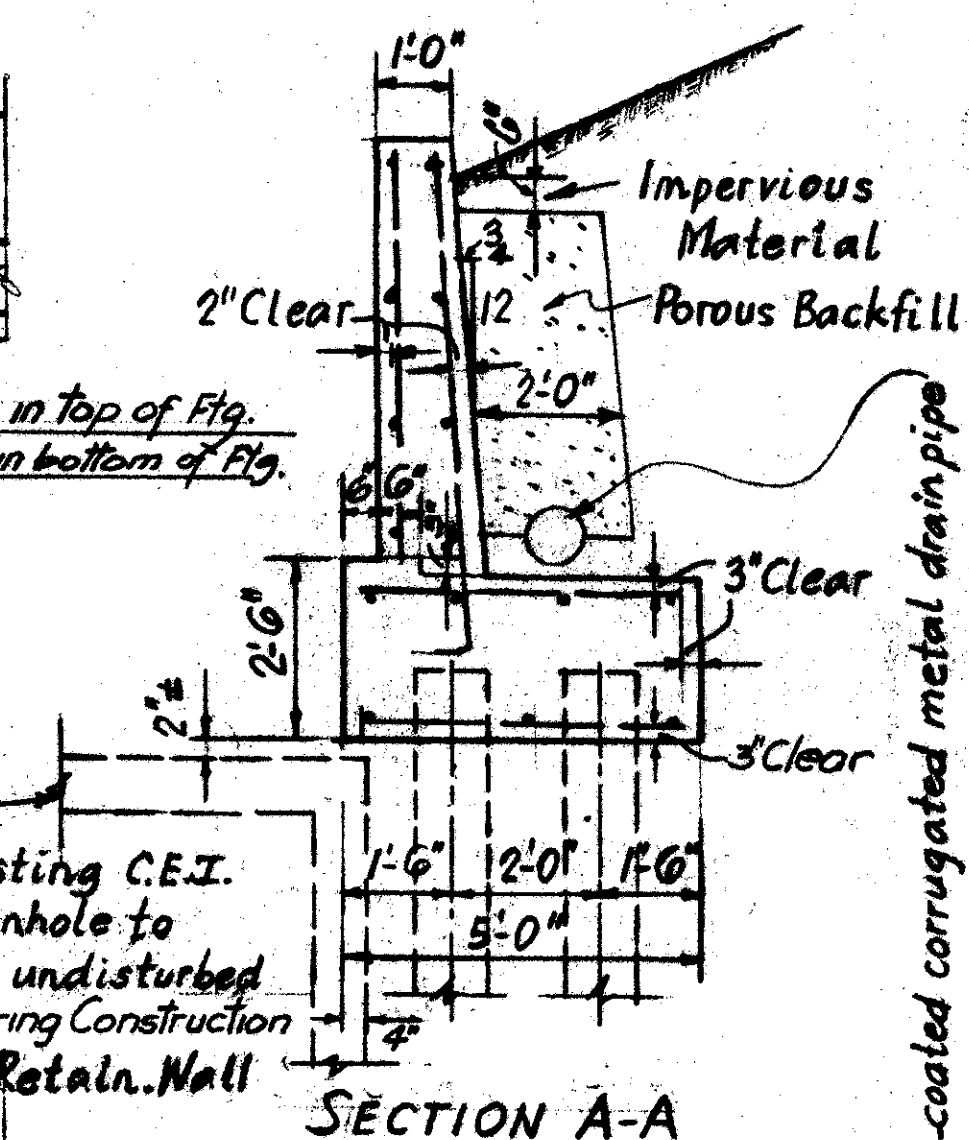 1'-0"
6"
Impervious
Material
3/4
12
2" Clear
Porous Backfill
2'-0"
in Top of Ftg.
in bottom of Ftg.
6" 6"
3"
3" Clear
2'-6"
2"±
3" Clear
1'-6" 2'-0" 1'-6"
5'-0"
sting C.E.I.
nhole to
undisturbed
ring Construction
4"
Retain. Wall
SECTION A-A
coated corrugated metal drain pipe